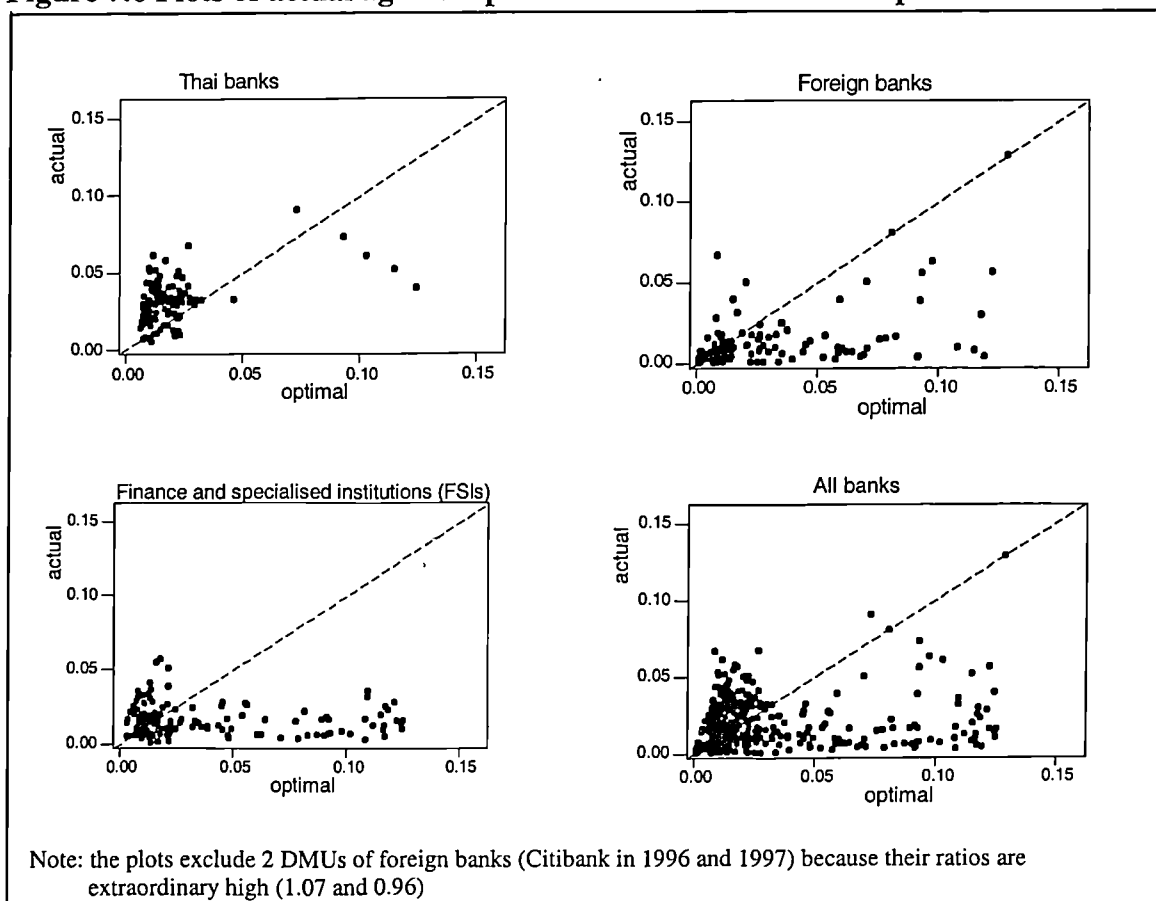 Thai banks
0.15
0.10
0.05
0.00
actual
0.00 0.05 0.10 0.15
optimal
Foreign banks
0.15
0.10
0.05
0.00
actual
0.00 0.05 0.10 0.15
optimal
Finance and specialised institutions (FSIs)
0.15
0.10
0.05
0.00
actual
0.00 0.05 0.10 0.15
optimal
All banks
0.15
0.10
0.05
0.00
actual
0.00 0.05 0.10 0.15
optimal
Note: the plots exclude 2 DMUs of foreign banks (Citibank in 1996 and 1997) because their ratios are
extraordinary high (1.07 and 0.96)